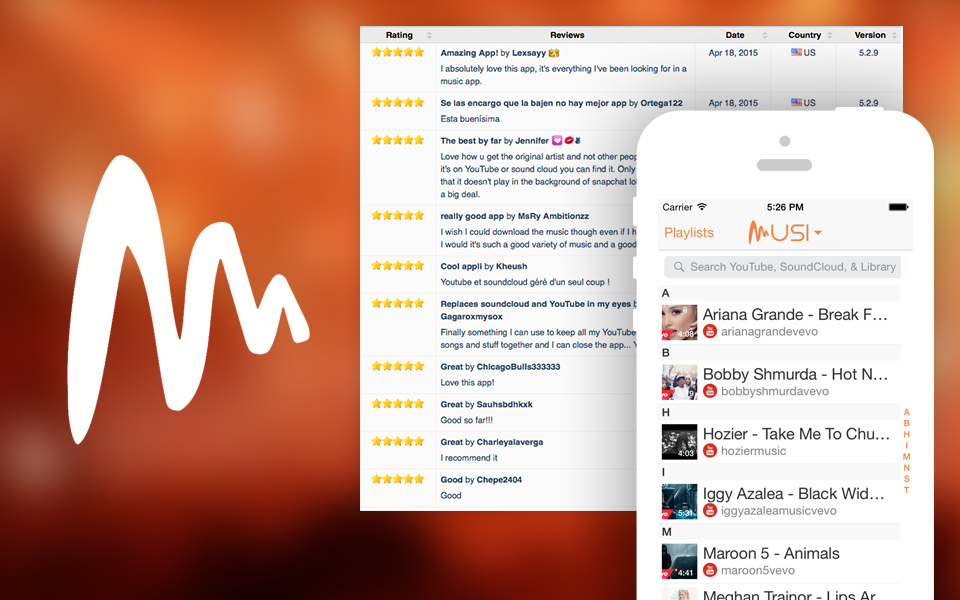 Rating Reviews Date Country Version
Amazing App! by Lexsayy Apr 18, 2015 US 5.2.9
I absolutely love this app, it's everything I've been looking for in a
music app.
Se las encargo que la bajen no hay mejor app by Ortega122 Apr 18, 2015 US 5.2.9
Esta buenísima
The best by far by Jennifer
Love how u get the original artist and not other peop
it's on YouTube or sound cloud you can find it. Only
that it doesn't play in the background of snapchat lol
a big deal.
really good app by MsRy Ambitionzz
I wish I could download the music though even if I h
I would it's such a good variety of music and a good
Cool appli by Kheush
Youtube et soundcloud géré d'un seul coup !
Replaces soundcloud and YouTube in my eyes by
Gagaroxmysox
Finally something I can use to keep all my YouTube
songs and stuff together and I can close the app... Y
Great by ChicagoBulls333333
Love this app!
Great by Sauhsbdhkxk
Good so far!!!
Great by Charleyalaverga
I recommend it
Good by Chepe2404
Good
Carrier 5:26 PM
Playlists MUSI
Search YouTube, SoundCloud, & Library
A
Ariana Grande - Break F...
4:08 arianagrandevevo
B
Bobby Shmurda - Hot N...
bobbyshmurdavevo
H
Hozier - Take Me To Chu...
4:03 hoziermusic
I
Iggy Azalea - Black Wid...
5:31 iggyazaleamusicvevo
M
Maroon 5 - Animals
4:41 maroon5vevo
Meghan Trainor - Lips Ar
A
B
H
I
M
N
S
T